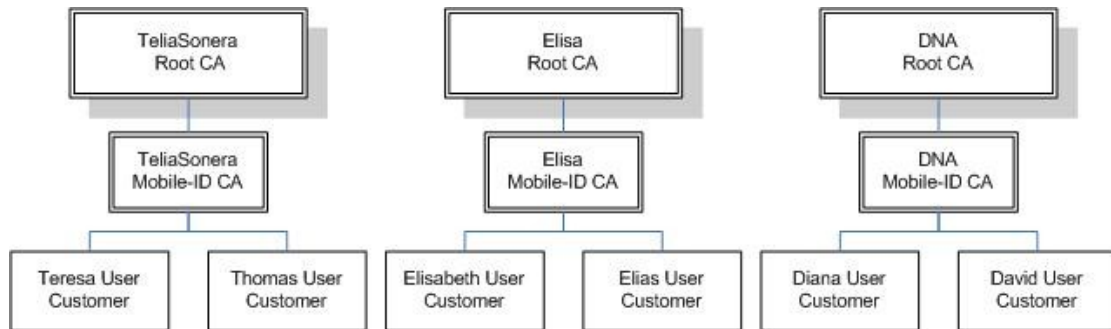 TeliaSonera
Root CA
Elisa
Root CA
DNA
Root CA
TeliaSonera
Mobile-ID CA
Elisa
Mobile-ID CA
DNA
Mobile-ID CA
Teresa User
Customer
Thomas User
Customer
Elisabeth User
Customer
Elias User
Customer
Diana User
Customer
David User
Customer